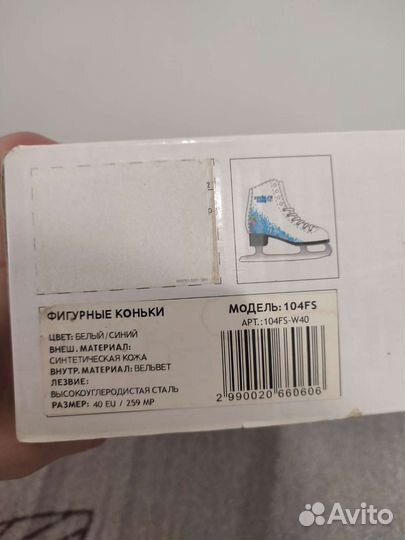 ФИГУРНЫЕ КОНЬКИ
ЦВЕТ: БЕЛЫЙ/СИНИЙ
ВНЕШ. МАТЕРИАЛ:
СИНТЕТИЧЕСКАЯ КОЖА
ВНУТР. МАТЕРИАЛ: ВЕЛЬВЕТ
ЛЕЗВИЕ:
ВЫСОКОУГЛЕРОДИСТАЯ СТАЛЬ
РАЗМЕР: 40 EU / 259 МР
МОДЕЛЬ: 104FS
АРТ.: 104FS-W40
2 990020 660606
Avito